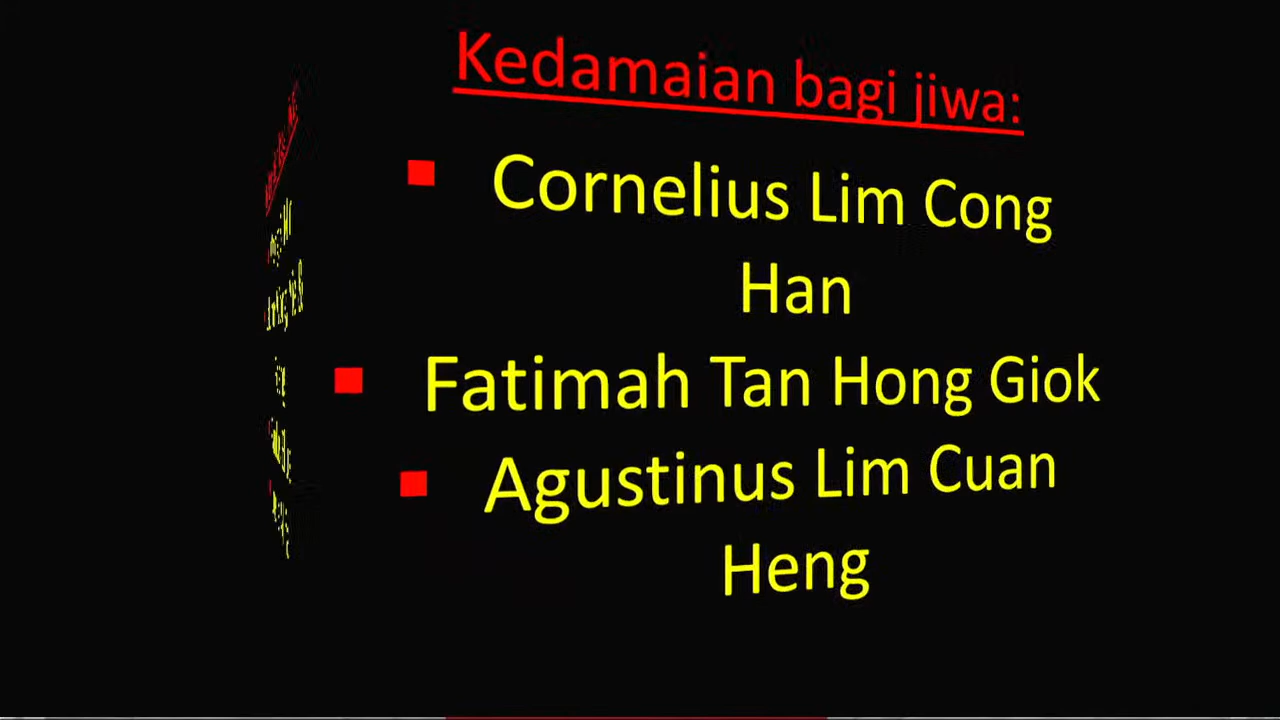 Kedamaian bagi jiwa:
Cornelius Lim Cong
Han
Fatimah Tan Hong Giok
Agustinus Lim Cuan
Heng